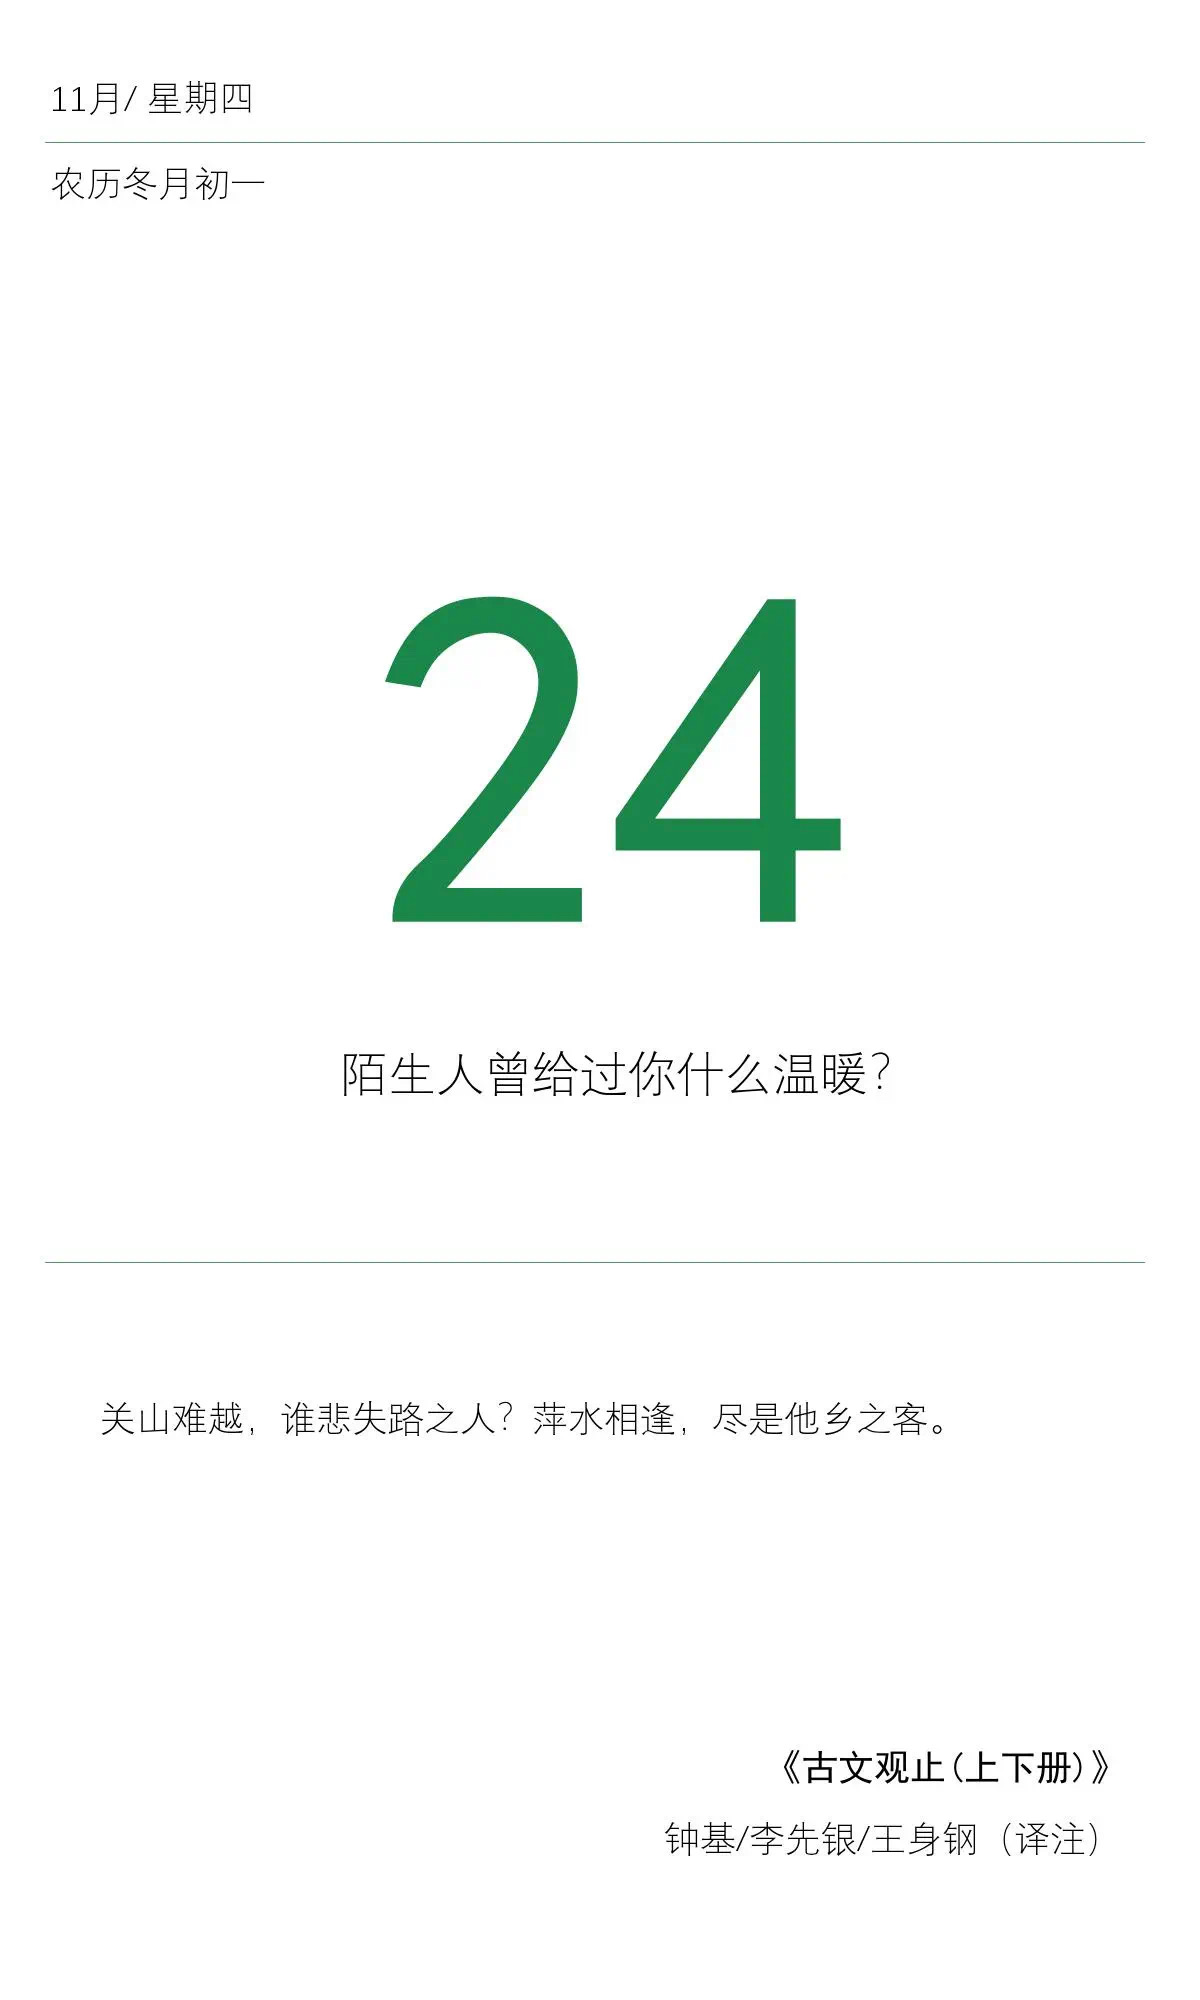 11月/ 星期四
农历冬月初一
24
陌生人曾给过你什么温暖？
关山难越，谁悲失路之人？萍水相逢，尽是他乡之客。
《古文观止(上下册)》
钟基/李先银/王身钢（译注）